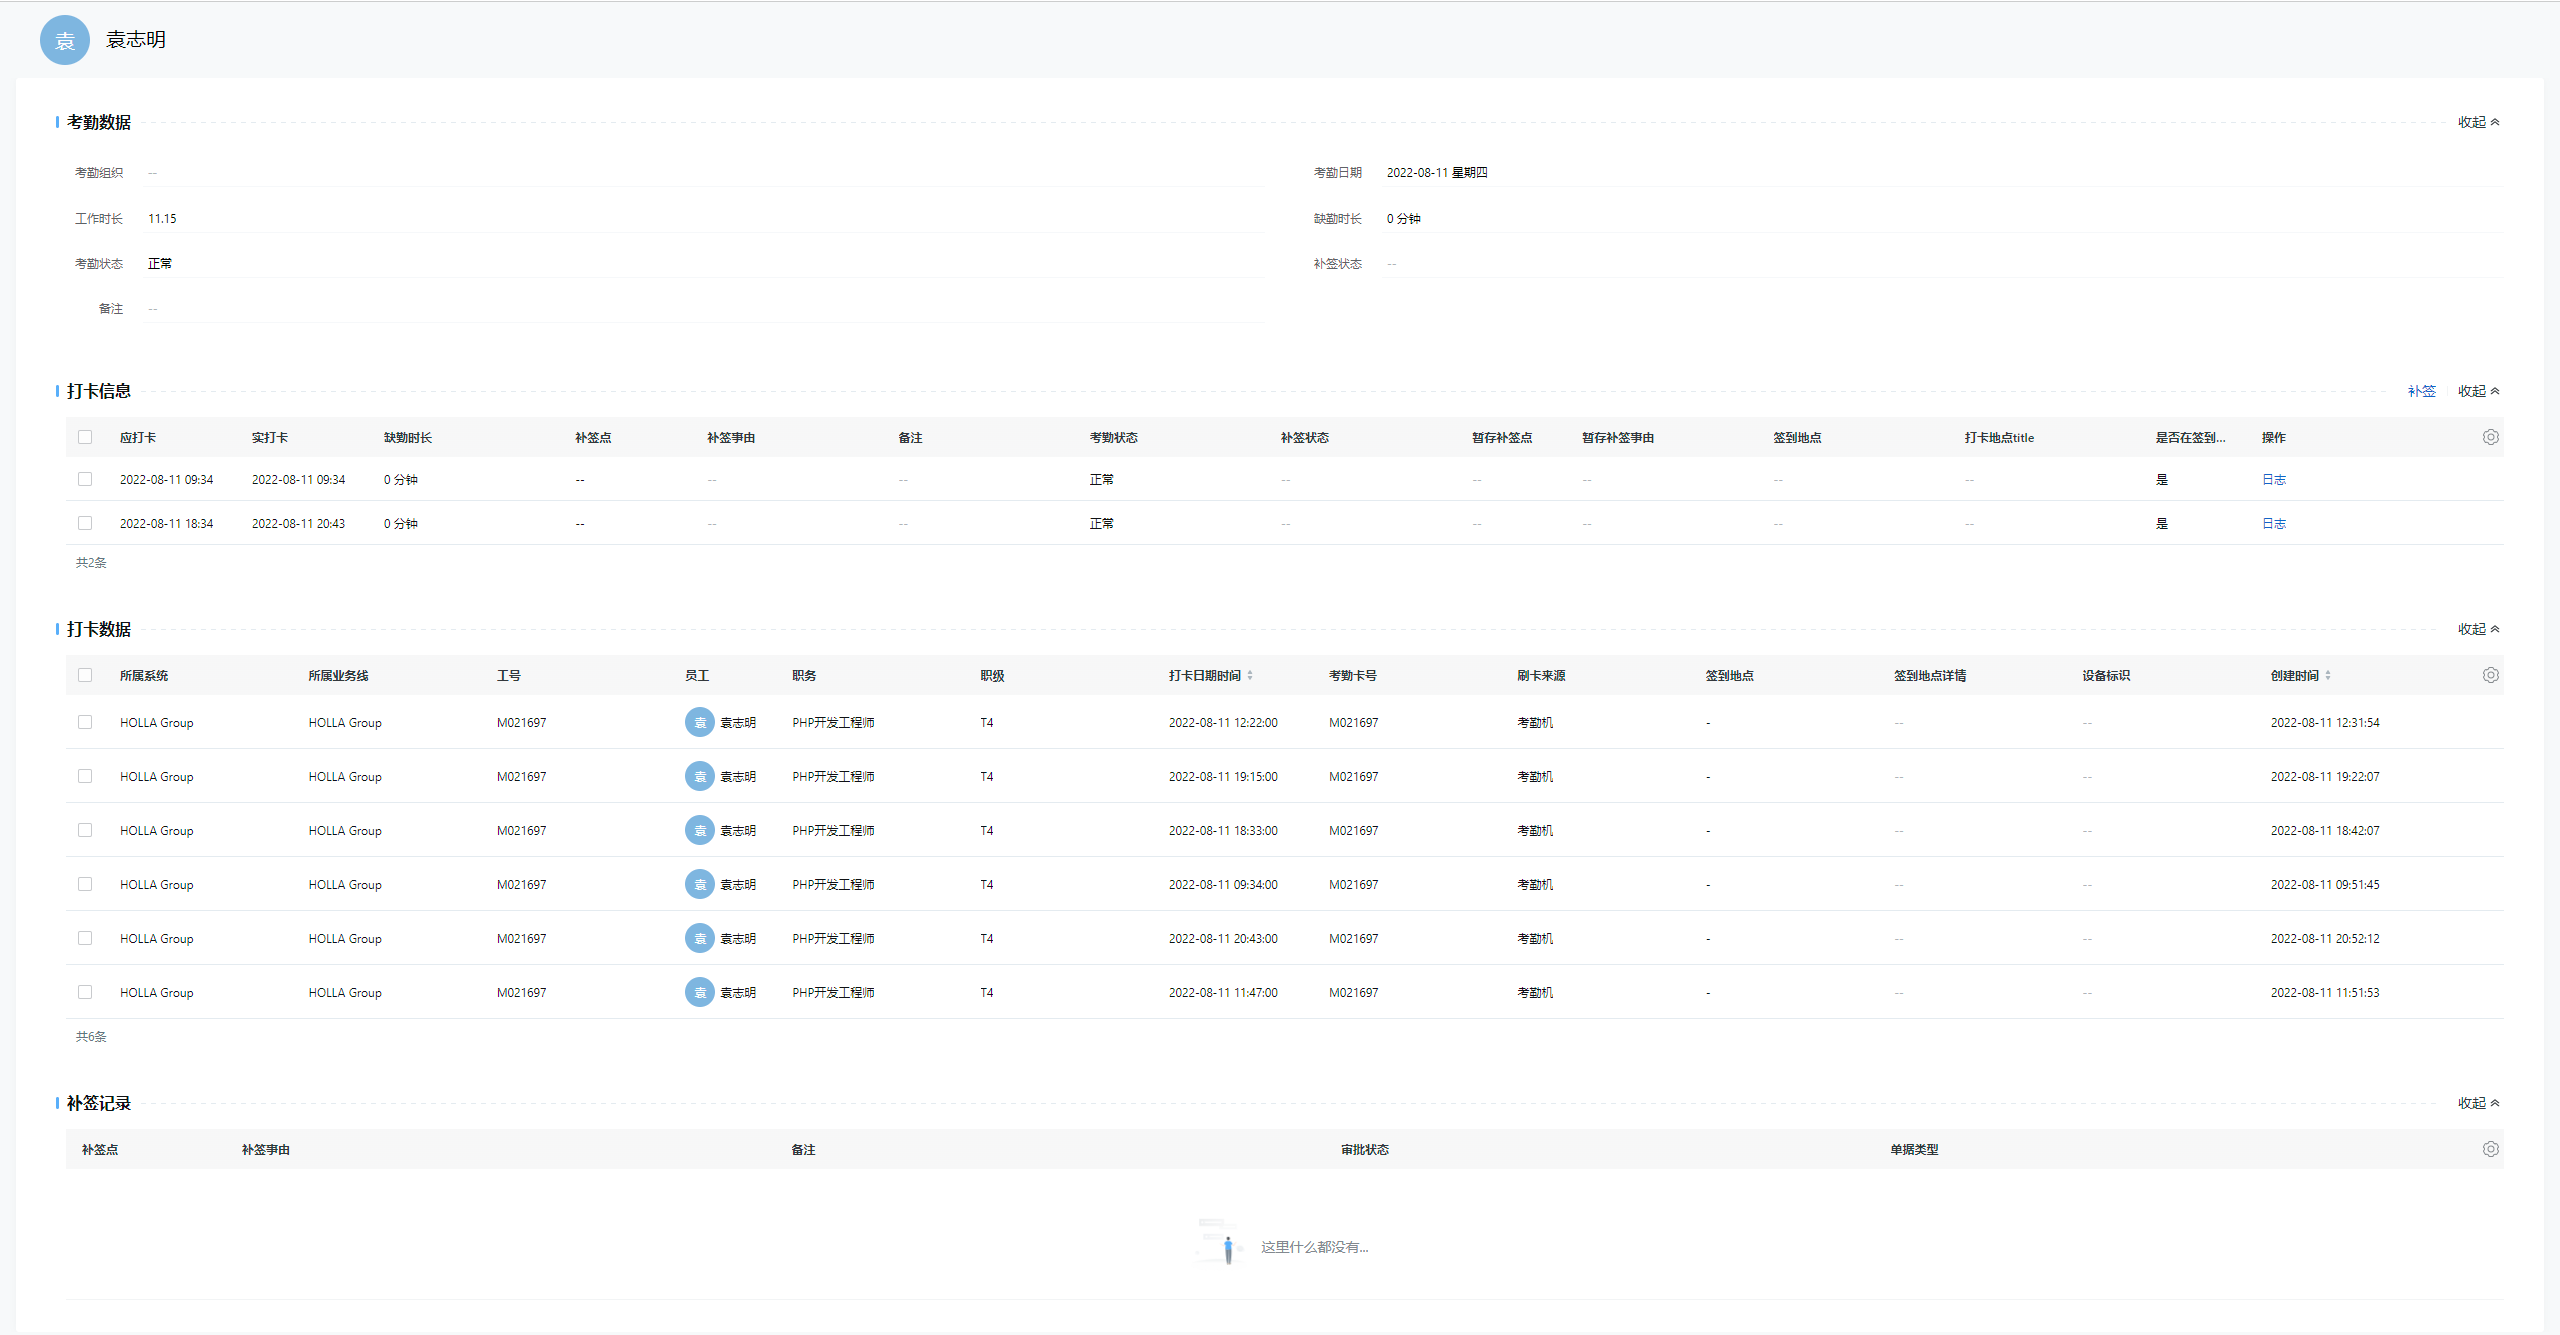 袁 袁志明
考勤数据 收起
考勤组织 -- 考勤日期 2022-08-11 星期四
工作时长 11.15 缺勤时长 0 分钟
考勤状态 正常 补签状态 --
备注 --
打卡信息 补签 收起
应打卡 实打卡 缺勤时长 补签点 补签事由 备注 考勤状态 补签状态 暂存补签点 暂存补签事由 签到地点 打卡地点title 是否在签到... 操作
2022-08-11 09:34 2022-08-11 09:34 0 分钟 -- -- -- 正常 -- -- -- -- -- 是 日志
2022-08-11 18:34 2022-08-11 20:43 0 分钟 -- -- -- 正常 -- -- -- -- -- 是 日志
共2条
打卡数据 收起
所属系统 所属业务线 工号 员工 职务 职级 打卡日期时间 考勤卡号 刷卡来源 签到地点 签到地点详情 设备标识 创建时间
HOLLA Group HOLLA Group M021697 袁 袁志明 PHP开发工程师 T4 2022-08-11 12:22:00 M021697 考勤机 - -- -- 2022-08-11 12:31:54
HOLLA Group HOLLA Group M021697 袁 袁志明 PHP开发工程师 T4 2022-08-11 19:15:00 M021697 考勤机 - -- -- 2022-08-11 19:22:07
HOLLA Group HOLLA Group M021697 袁 袁志明 PHP开发工程师 T4 2022-08-11 18:33:00 M021697 考勤机 - -- -- 2022-08-11 18:42:07
HOLLA Group HOLLA Group M021697 袁 袁志明 PHP开发工程师 T4 2022-08-11 09:34:00 M021697 考勤机 - -- -- 2022-08-11 09:51:45
HOLLA Group HOLLA Group M021697 袁 袁志明 PHP开发工程师 T4 2022-08-11 20:43:00 M021697 考勤机 - -- -- 2022-08-11 20:52:12
HOLLA Group HOLLA Group M021697 袁 袁志明 PHP开发工程师 T4 2022-08-11 11:47:00 M021697 考勤机 - -- -- 2022-08-11 11:51:53
共6条
补签记录 收起
补签点 补签事由 备注 审批状态 单据类型
这里什么都没有...